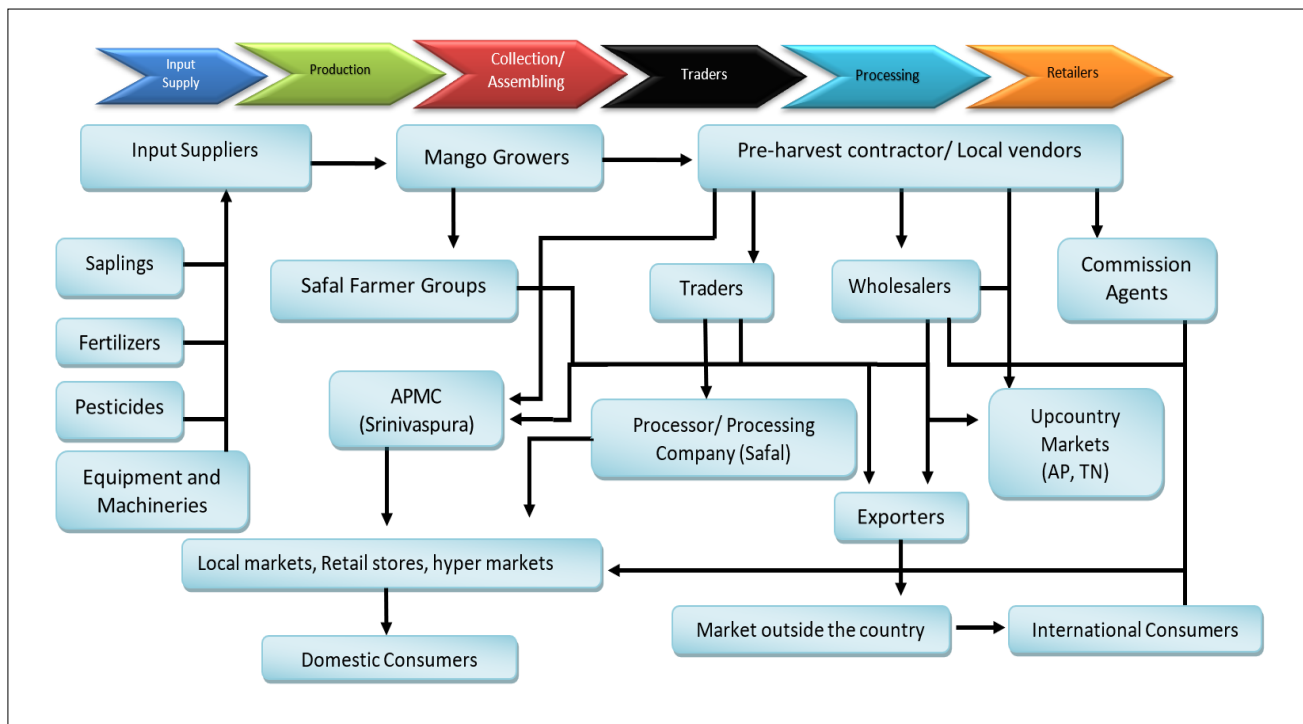 Input
Supply
Production
Collection/
Assembling
Traders
Processing
Retailers
Input Suppliers
Mango Growers
Pre-harvest contractor/ Local vendors
Saplings
Safal Farmer Groups
Traders
Wholesalers
Commission
Agents
Fertilizers
Pesticides
APMC
(Srinivaspura)
Processor/ Processing
Company (Safal)
Upcountry
Markets
(AP, TN)
Equipment and
Machineries
Exporters
Local markets, Retail stores, hyper markets
Market outside the country
International Consumers
Domestic Consumers